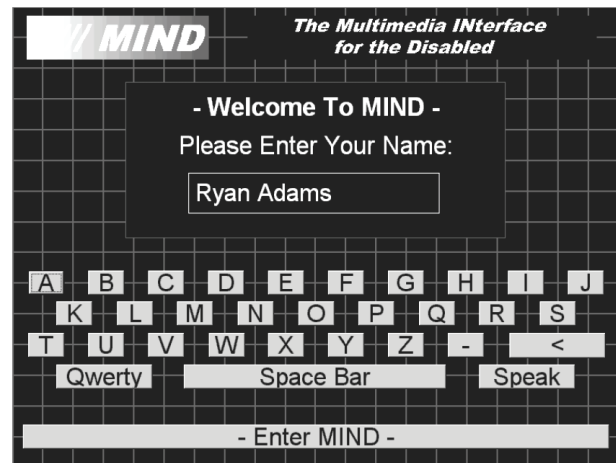 // MIND
The Multimedia INterface
for the Disabled
- Welcome To MIND -
Please Enter Your Name:
Ryan Adams
A B C D E F G H I J
K L M N O P Q R S
T U V W X Y Z - <
Qwerty Space Bar Speak
- Enter MIND -